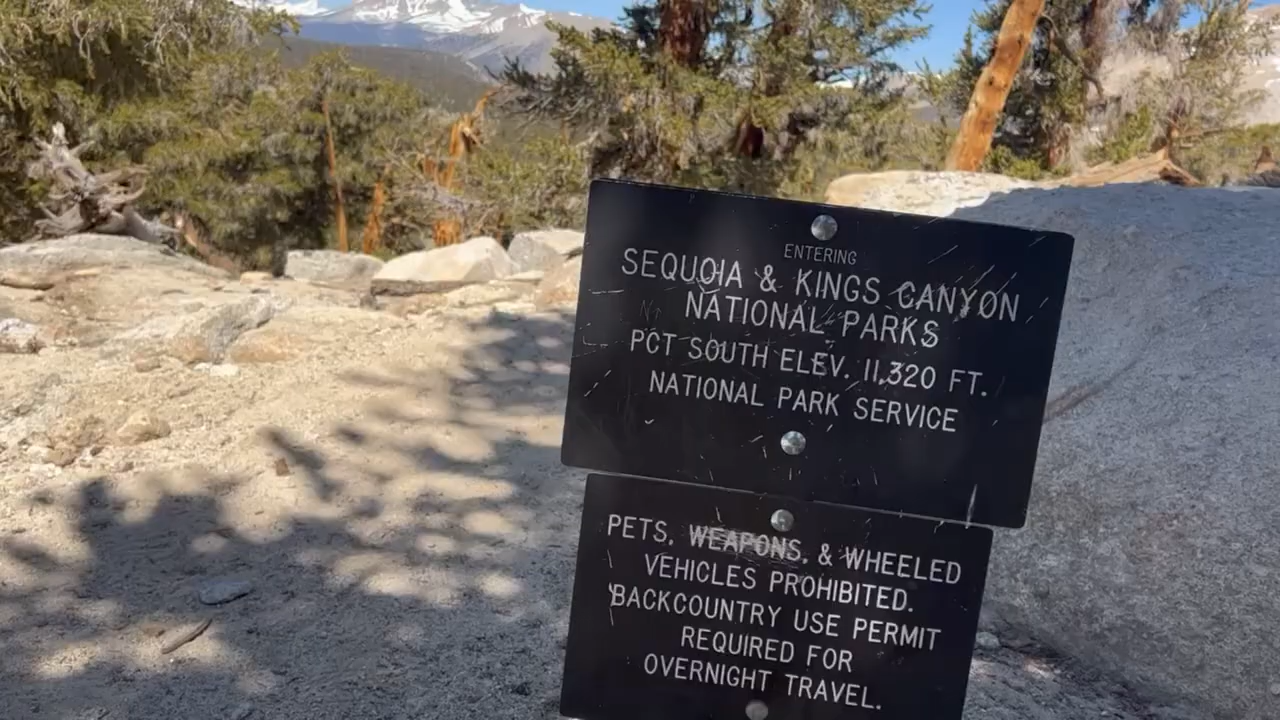 ENTERING
SEQUOIA & KINGS CANYON
NATIONAL PARKS
PCT SOUTH ELEV. 11,320 FT.
NATIONAL PARK SERVICE
PETS, WEAPONS, & WHEELED
VEHICLES PROHIBITED.
BACKCOUNTRY USE PERMIT
REQUIRED FOR
OVERNIGHT TRAVEL.